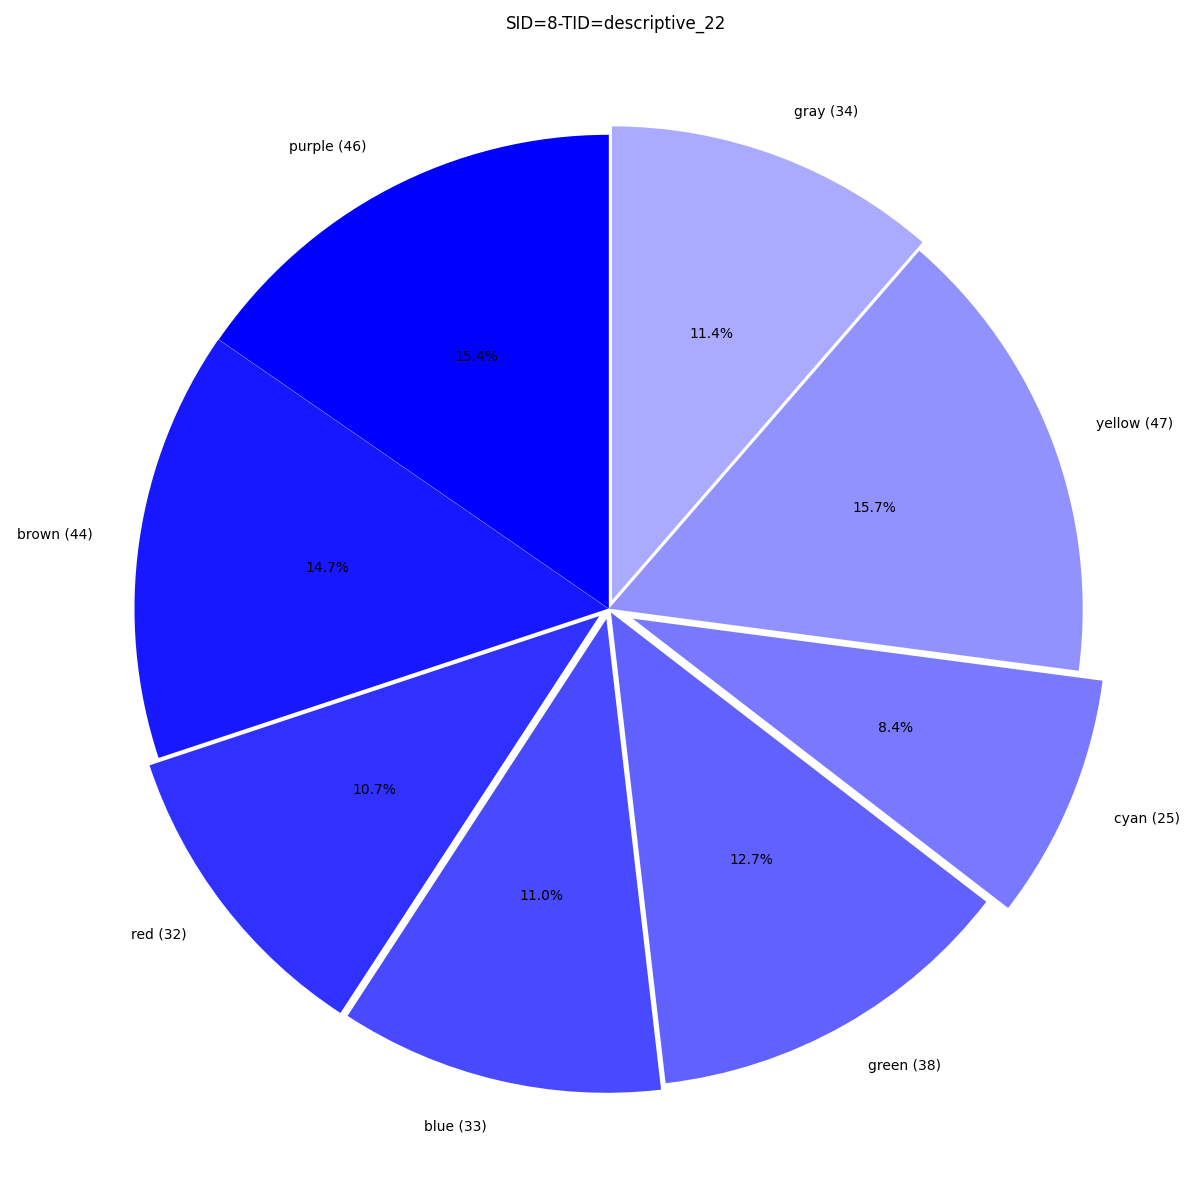 SID=8-TID=descriptive_22
gray (34)
purple (46)
11.4%
15.4%
yellow (47)
15.7%
brown (44)
14.7%
8.4%
10.7%
cyan (25)
12.7%
11.0%
red (32)
green (38)
blue (33)